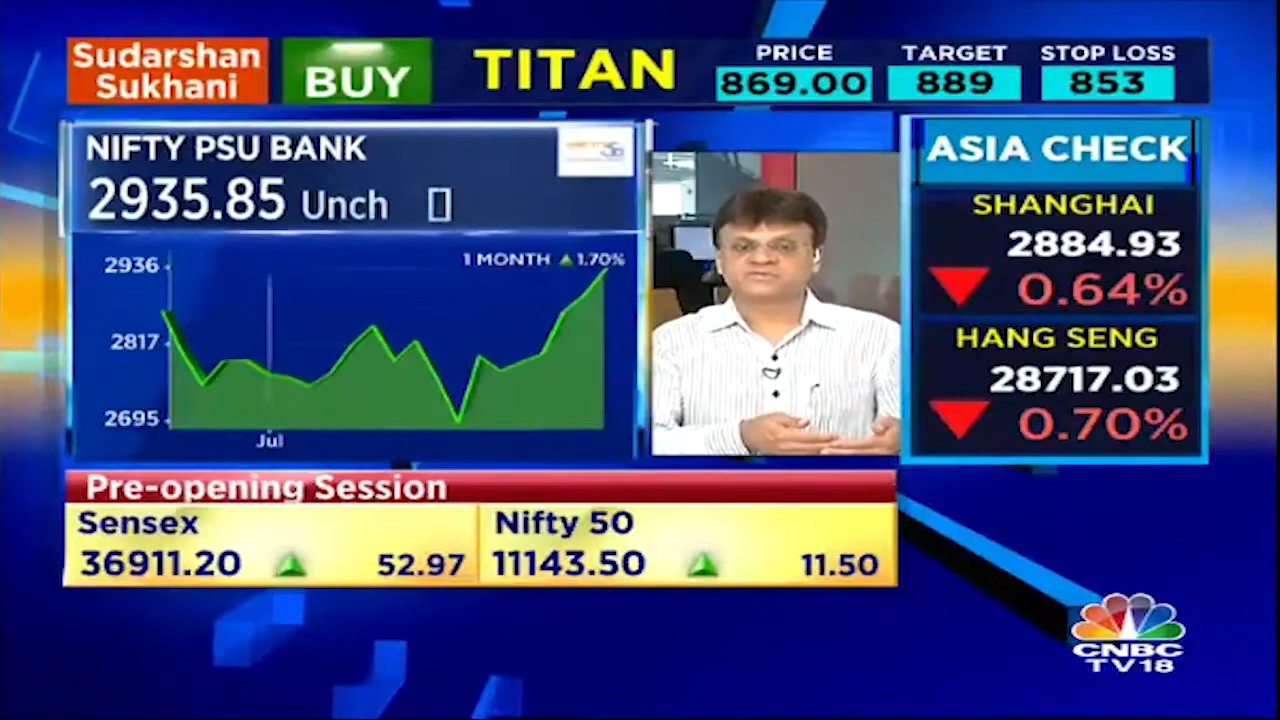 Sudarshan
Sukhani
BUY
TITAN
PRICE
869.00
TARGET
889
STOP LOSS
853
NIFTY PSU BANK
2935.85 Unch
1 MONTH ▲ 1.70%
2936
2817
2695
Jul
ASIA CHECK
SHANGHAI
2884.93
0.64%
HANG SENG
28717.03
0.70%
Pre-opening Session
Sensex
36911.20 ▲ 52.97
Nifty 50
11143.50 ▲ 11.50
CNBC
TV18